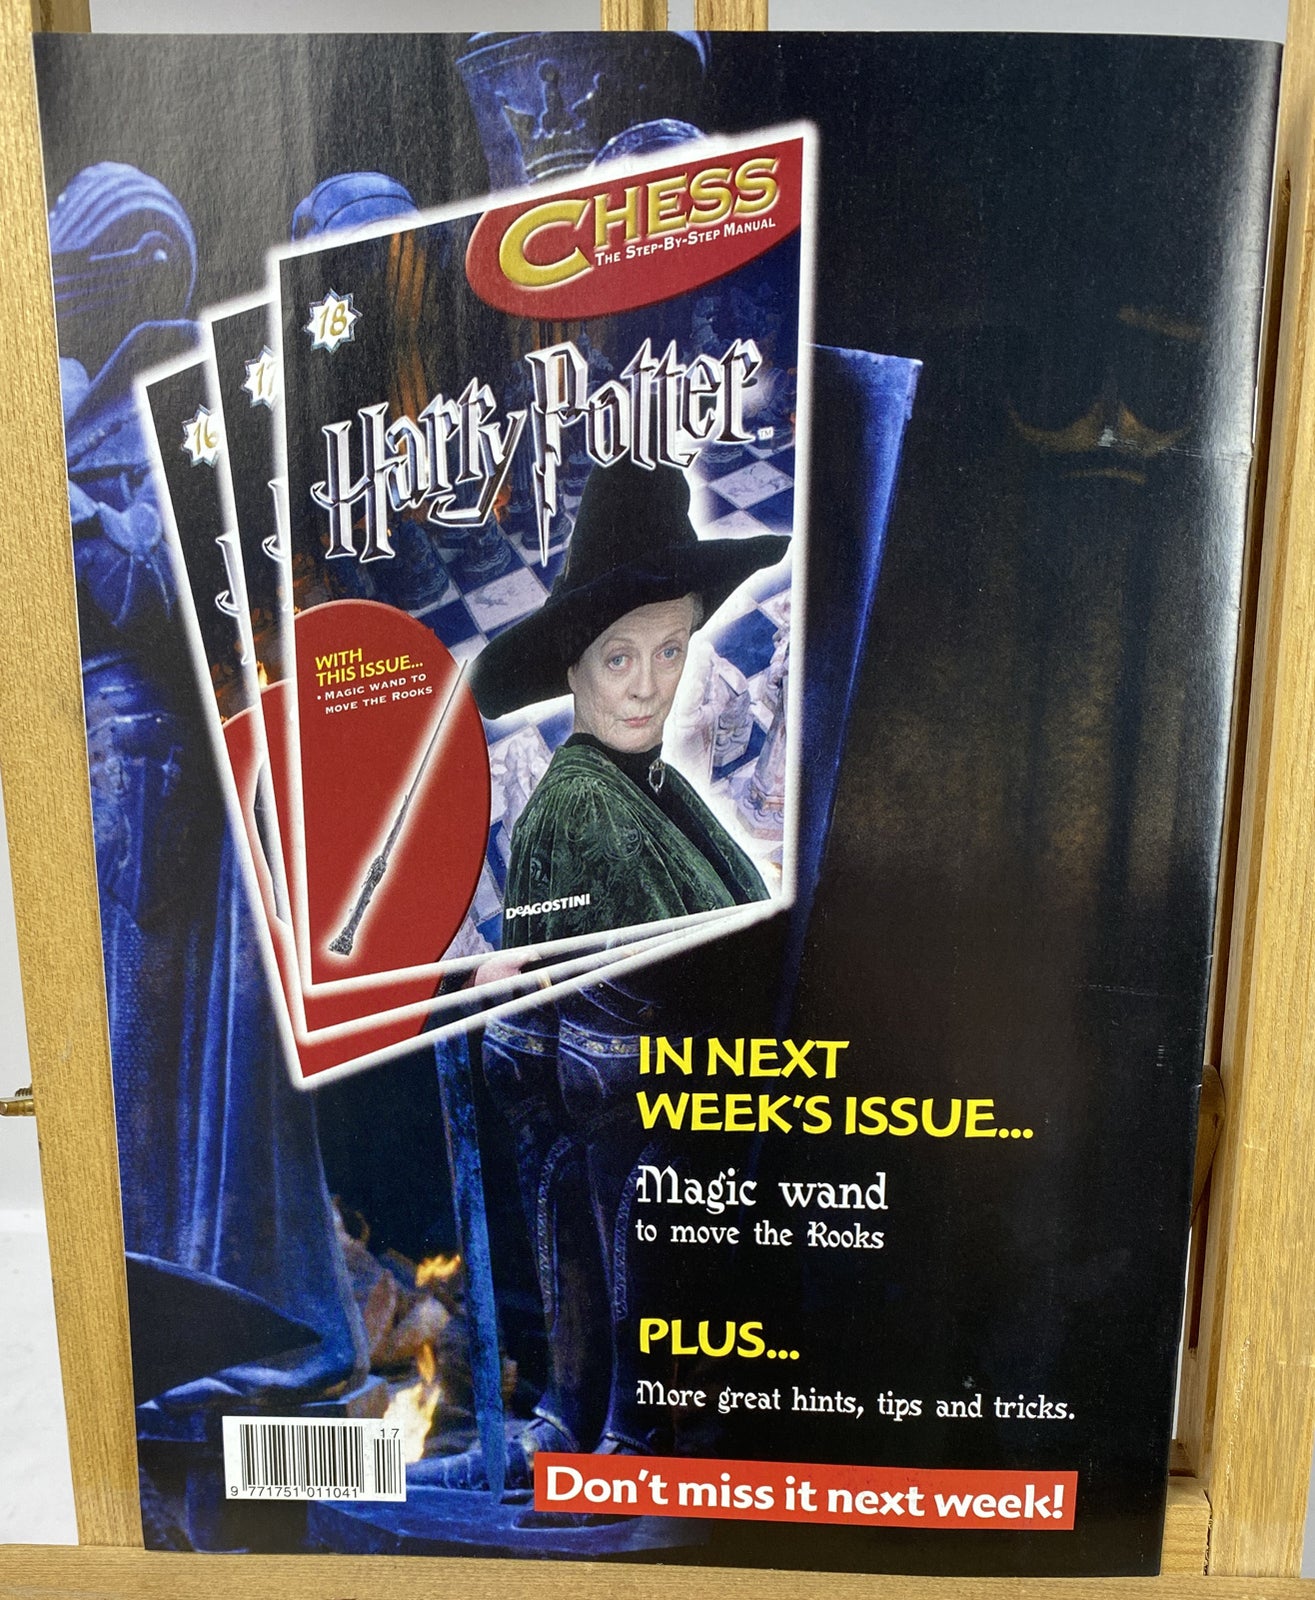 CHESS
THE STEP-BY-STEP MANUAL
18
17
16
Harry Potter™
WITH
THIS ISSUE...
• MAGIC WAND TO
MOVE THE ROOKS
DeAGOSTINI
IN NEXT
WEEK'S ISSUE...
Magic wand
to move the Rooks
PLUS...
More great hints, tips and tricks.
Don't miss it next week!
17
9 771751 011041